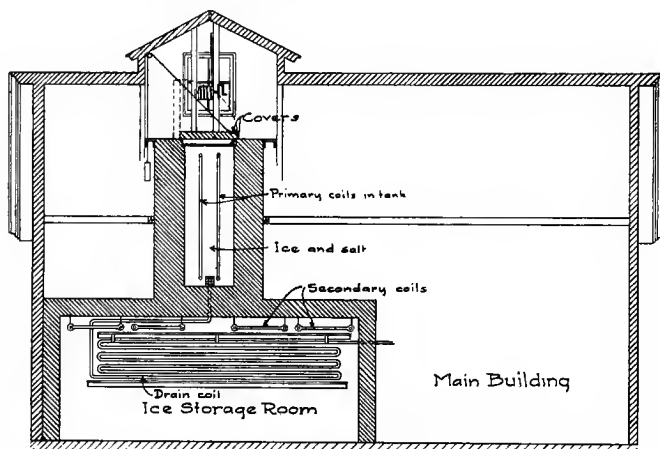 Covers
Primary coils in tank
Ice and salt
Secondary coils
Drain coil
Ice Storage Room
Main Building